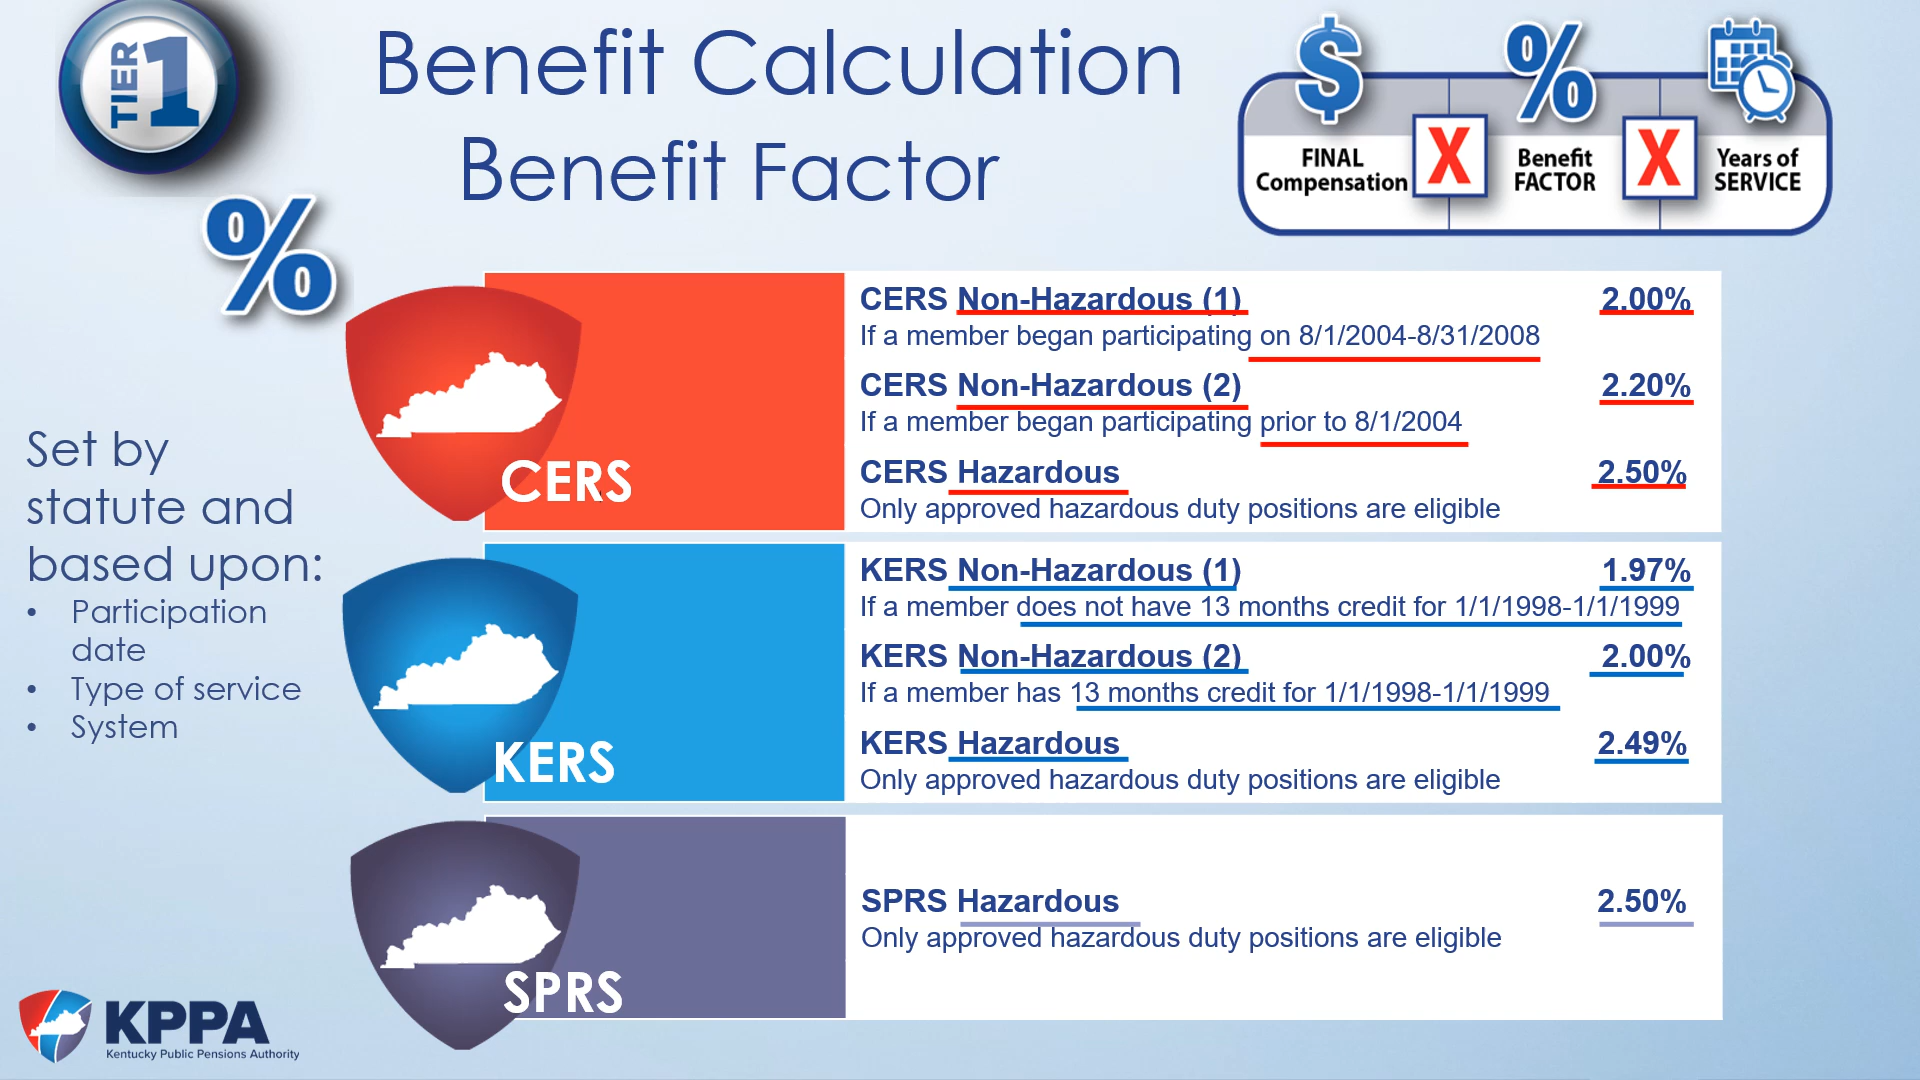 TIER 1
Benefit Calculation
Benefit Factor
$ % 
FINAL Compensation
X
Benefit FACTOR
X
Years of SERVICE
%
Set by
statute and
based upon:
• Participation
date
• Type of service
• System
CERS
CERS Non-Hazardous (1) 2.00%
If a member began participating on 8/1/2004-8/31/2008
CERS Non-Hazardous (2) 2.20%
If a member began participating prior to 8/1/2004
CERS Hazardous 2.50%
Only approved hazardous duty positions are eligible
KERS
KERS Non-Hazardous (1) 1.97%
If a member does not have 13 months credit for 1/1/1998-1/1/1999
KERS Non-Hazardous (2) 2.00%
If a member has 13 months credit for 1/1/1998-1/1/1999
KERS Hazardous 2.49%
Only approved hazardous duty positions are eligible
SPRS
SPRS Hazardous 2.50%
Only approved hazardous duty positions are eligible
KPPA
Kentucky Public Pensions Authority